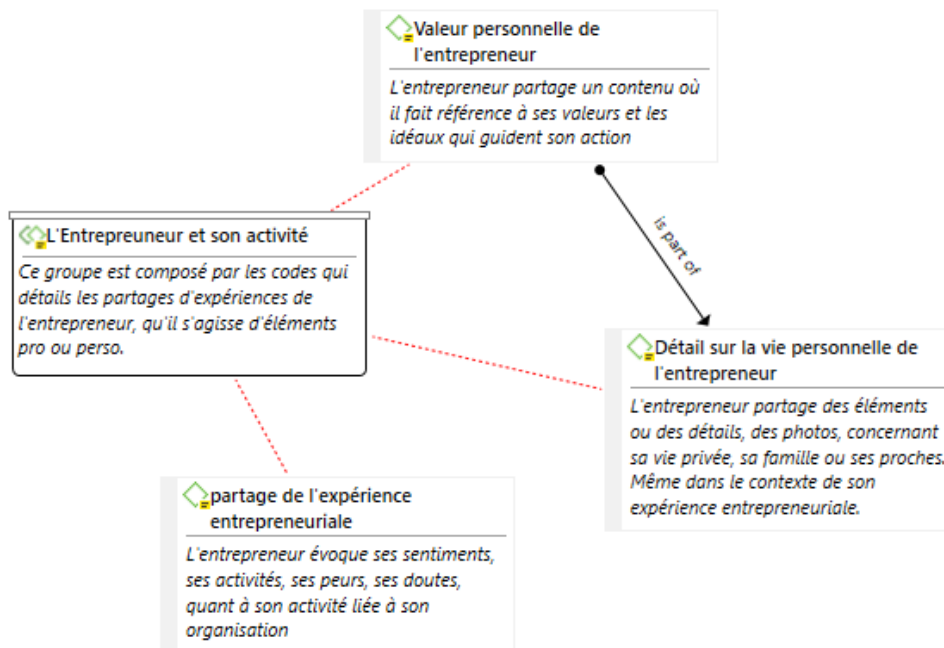 Valeur personnelle de
l'entrepreneur
L'entrepreneur partage un contenu où
il fait référence à ses valeurs et les
idéaux qui guident son action
is part of
L'Entrepreuneur et son activité
Ce groupe est composé par les codes qui
détails les partages d'expériences de
l'entrepreneur, qu'il s'agisse d'éléments
pro ou perso.
Détail sur la vie personnelle de
l'entrepreneur
L'entrepreneur partage des éléments
ou des détails, des photos, concernant
sa vie privée, sa famille ou ses proches.
Même dans le contexte de son
expérience entrepreneuriale.
partage de l'expérience
entrepreneuriale
L'entrepreneur évoque ses sentiments,
ses activités, ses peurs, ses doutes,
quant à son activité liée à son
organisation